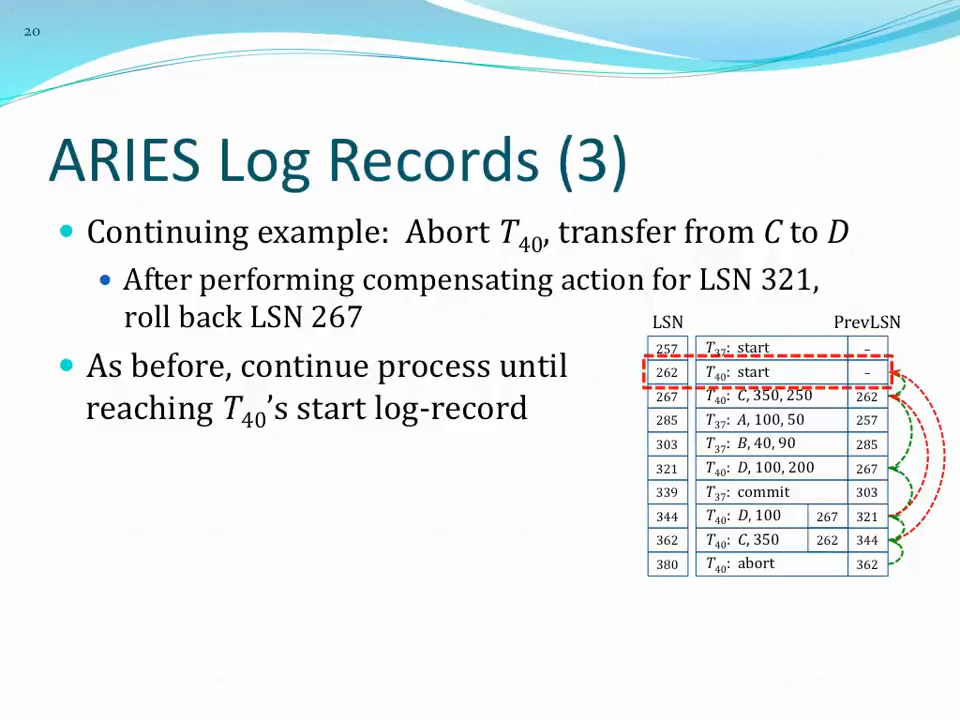 20
ARIES Log Records (3)
• Continuing example: Abort T40, transfer from C to D
• After performing compensating action for LSN 321,
roll back LSN 267
• As before, continue process until
reaching T40's start log-record
LSN PrevLSN
257 T37: start –
262 T40: start –
267 T40: C, 350, 250 262
285 T37: A, 100, 50 257
303 T37: B, 40, 90 285
321 T40: D, 100, 200 267
339 T37: commit 303
344 T40: D, 100 267 321
362 T40: C, 350 262 344
380 T40: abort 362